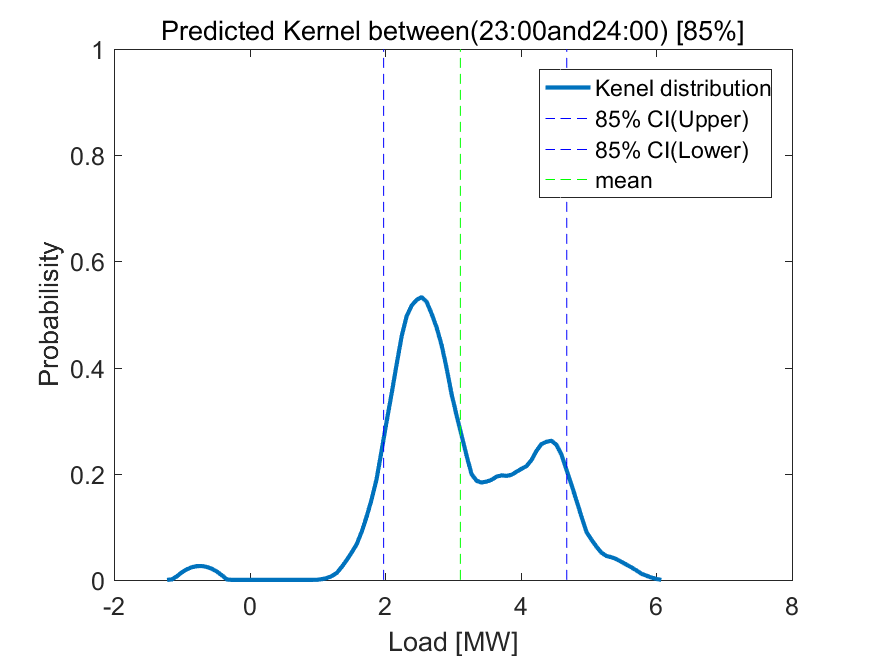 Predicted Kernel between(23:00and24:00) [85%]
Kenel distribution
85% CI(Upper)
85% CI(Lower)
mean
1
0.8
0.6
0.4
0.2
0
Probabilisity
-2
0
2
4
6
8
Load [MW]